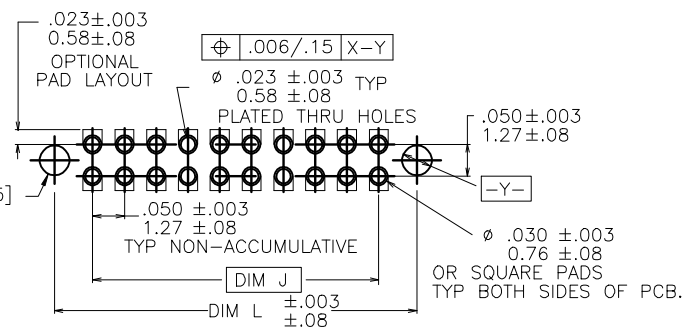 .023±.003
0.58±.08
OPTIONAL
PAD LAYOUT
⌖ .006/.15 X-Y
ø .023 ±.003 TYP
0.58 ±.08
PLATED THRU HOLES
.050±.003
1.27±.08
-Y-
.050 ±.003
1.27 ±.08
TYP NON-ACCUMULATIVE
ø .030 ±.003
0.76 ±.08
OR SQUARE PADS
TYP BOTH SIDES OF PCB.
DIM J
DIM L ±.003
±.08